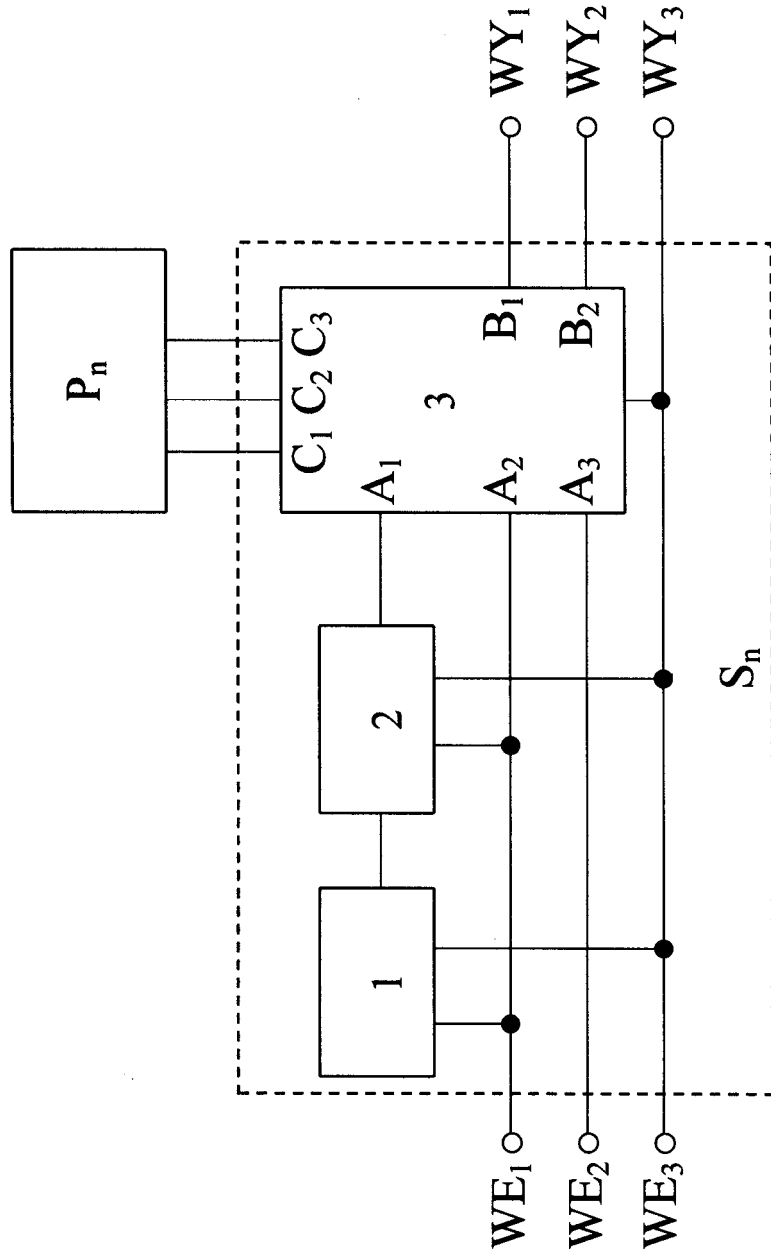 Pₙ
C₁ C₂ C₃
A₁
3
B₁
A₂
A₃
B₂
2
1
Sₙ
WE₁
WE₂
WE₃
WY₁
WY₂
WY₃